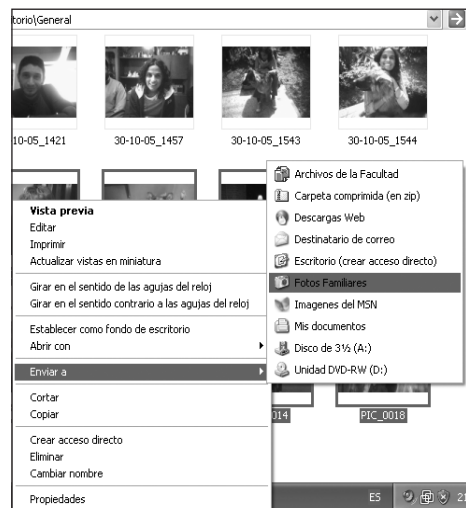 torio\General
10-05_1421
30-10-05_1457
30-10-05_1543
30-10-05_1544
Vista previa
Editar
Imprimir
Actualizar vistas en miniatura
Girar en el sentido de las agujas del reloj
Girar en el sentido contrario a las agujas del reloj
Establecer como fondo de escritorio
Abrir con
Enviar a
Cortar
Copiar
Crear acceso directo
Eliminar
Cambiar nombre
Propiedades
Archivos de la Facultad
Carpeta comprimida (en zip)
Descargas Web
Destinatario de correo
Escritorio (crear acceso directo)
Fotos Familiares
Imagenes del MSN
Mis documentos
Disco de 3½ (A:)
Unidad DVD-RW (D:)
014
PIC_0018
ES
21